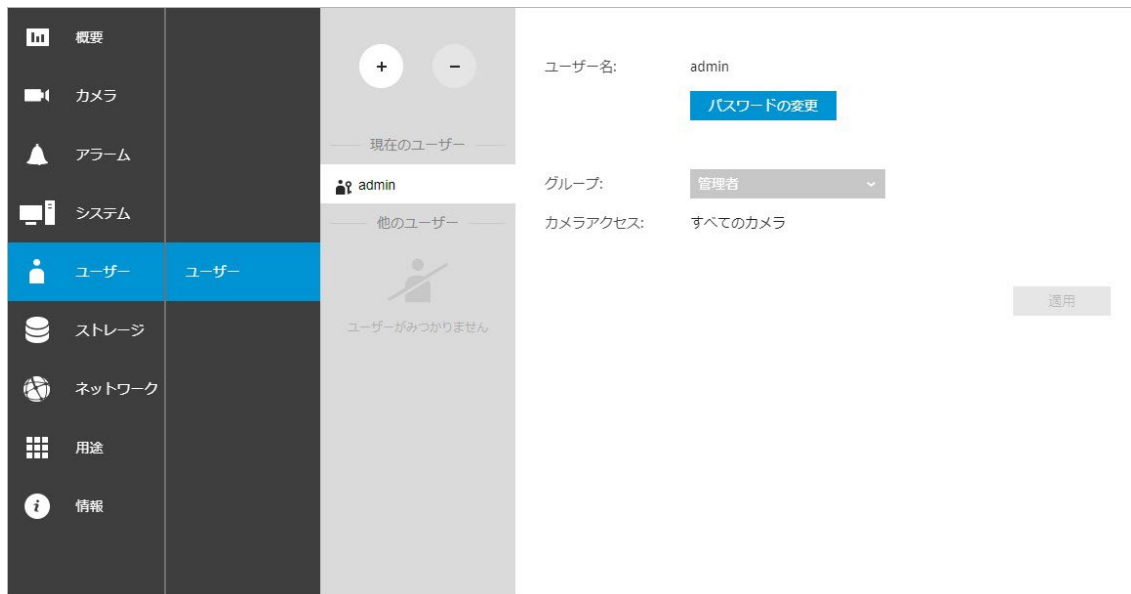 概要
カメラ
アラーム
システム
ユーザー
ストレージ
ネットワーク
用途
情報
ユーザー
+ −
現在のユーザー
admin
他のユーザー
ユーザーがみつかりません
ユーザー名: admin
パスワードの変更
グループ: 管理者
カメラアクセス: すべてのカメラ
適用